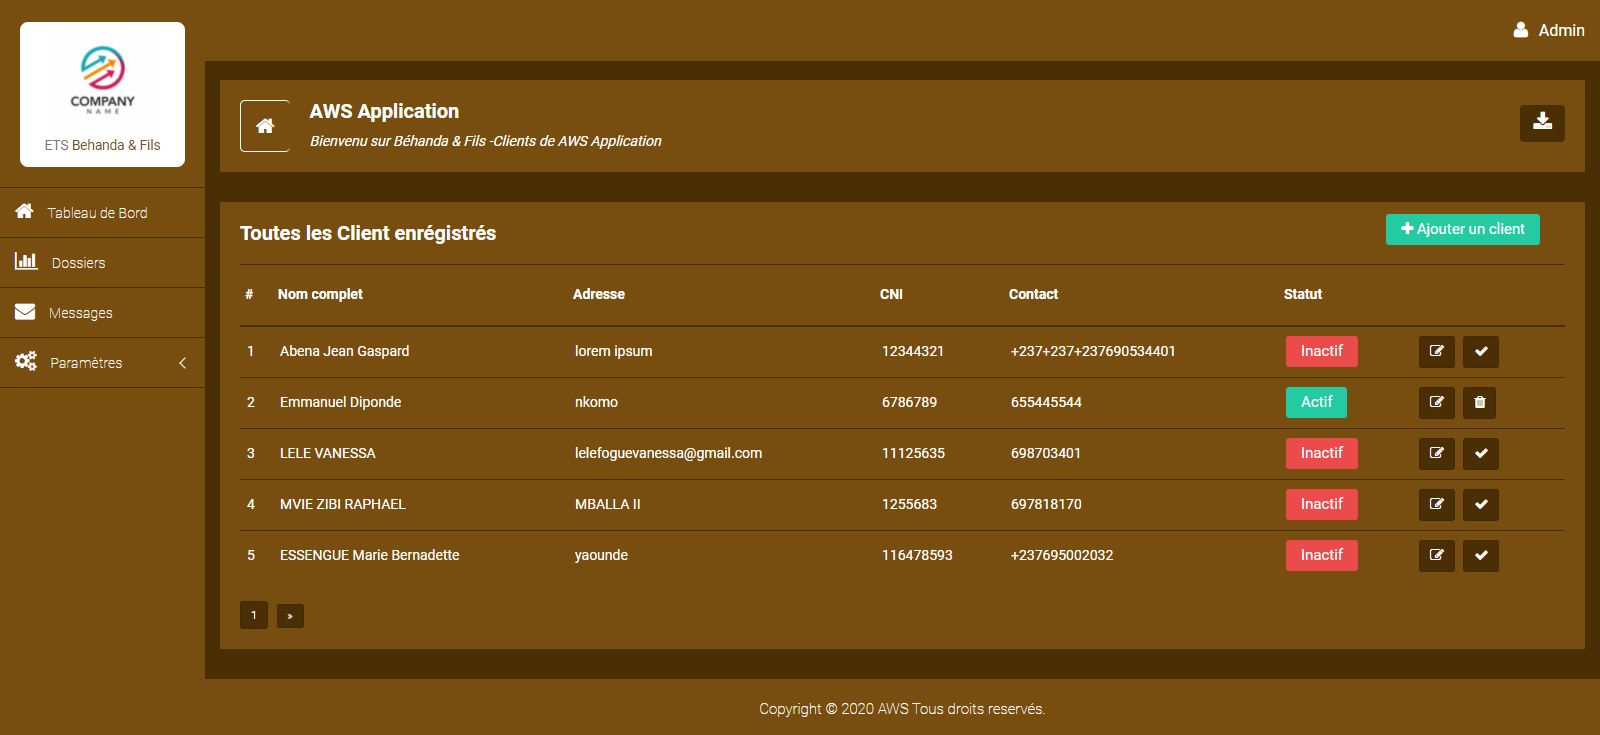 Admin
COMPANY
NAME
ETS Behanda & Fils
Tableau de Bord
Dossiers
Messages
Paramètres
AWS Application
Bienvenu sur Béhanda & Fils -Clients de AWS Application
Toutes les Client enrégistrés
Ajouter un client
# Nom complet Adresse CNI Contact Statut
1 Abena Jean Gaspard lorem ipsum 12344321 +237+237+237690534401 Inactif
2 Emmanuel Diponde nkomo 6786789 655445544 Actif
3 LELE VANESSA lelefoguevanessa@gmail.com 11125635 698703401 Inactif
4 MVIE ZIBI RAPHAEL MBALLA II 1255683 697818170 Inactif
5 ESSENGUE Marie Bernadette yaounde 116478593 +237695002032 Inactif
1 »
Copyright © 2020 AWS Tous droits reservés.